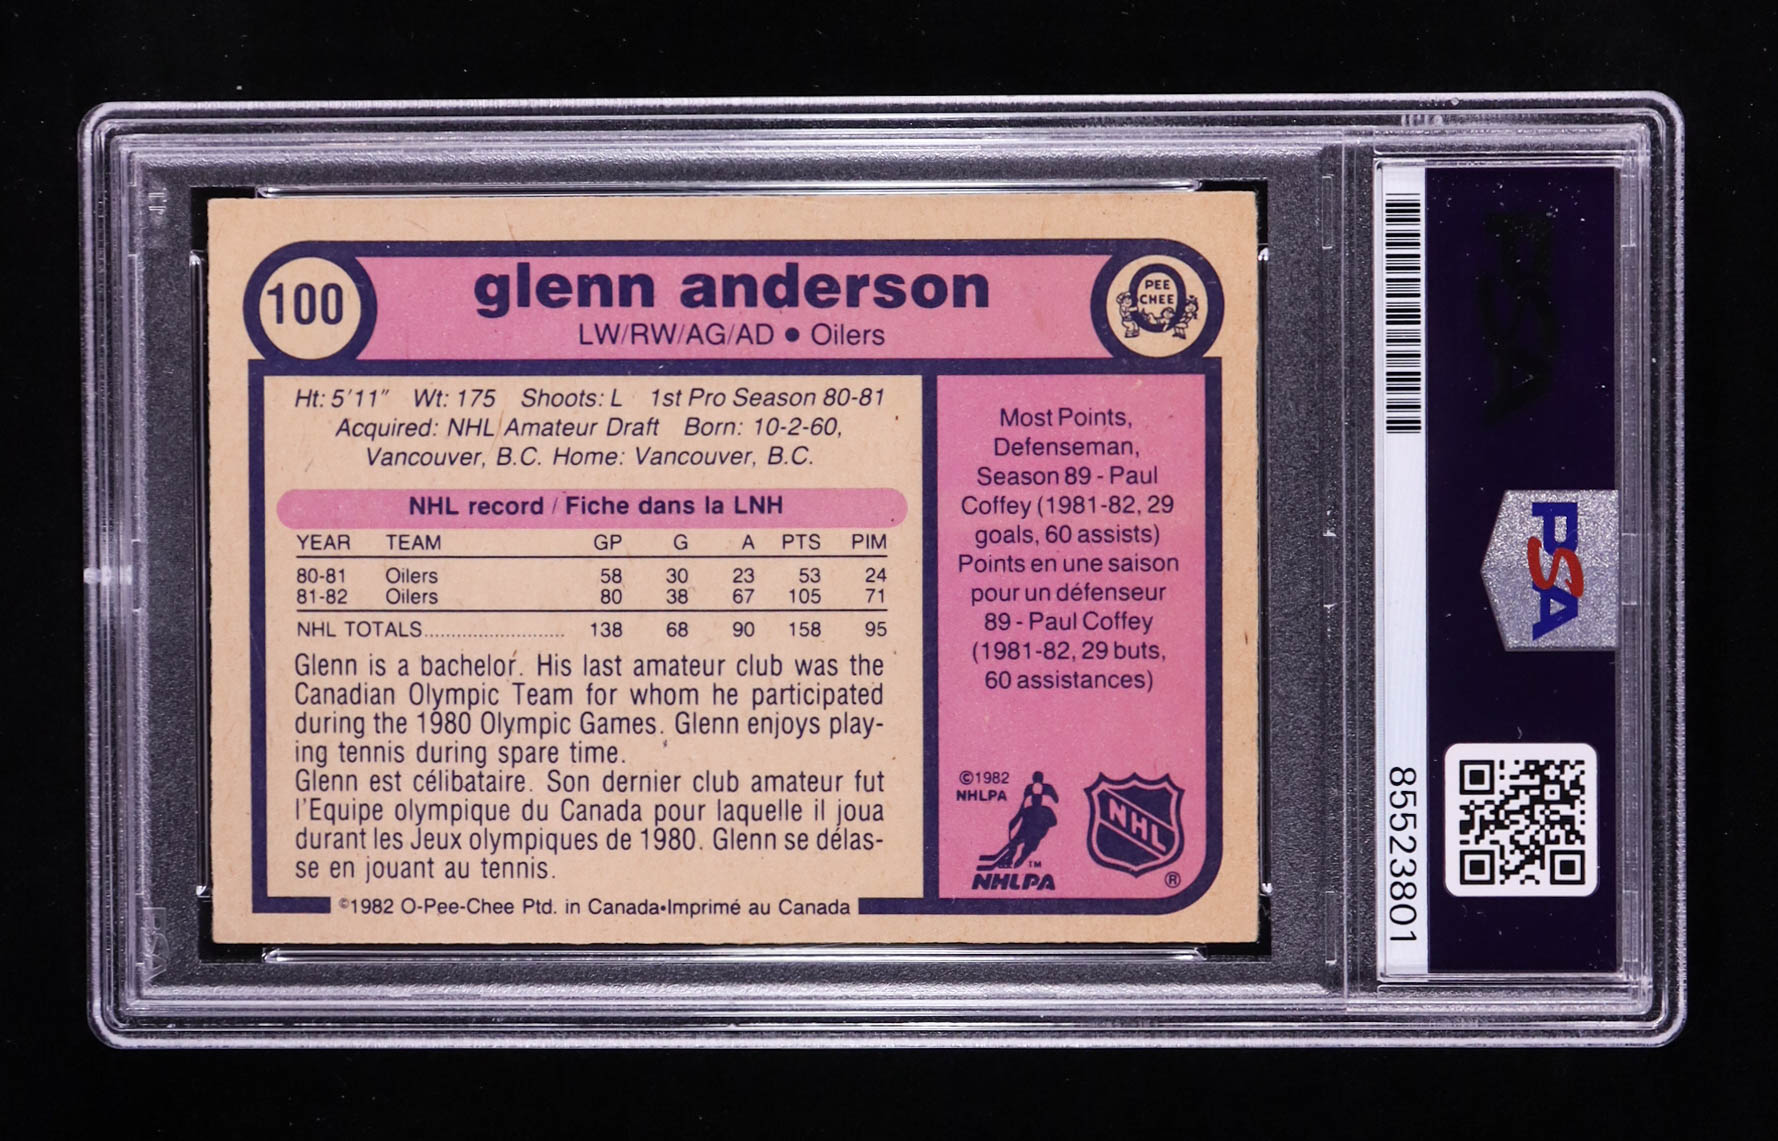 100
glenn anderson
LW/RW/AG/AD ● Oilers
PEE
CHEE
Ht: 5'11" Wt: 175 Shoots: L 1st Pro Season 80-81
Acquired: NHL Amateur Draft Born: 10-2-60,
Vancouver, B.C. Home: Vancouver, B.C.
NHL record / Fiche dans la LNH
YEAR TEAM GP G A PTS PIM
80-81 Oilers 58 30 23 53 24
81-82 Oilers 80 38 67 105 71
NHL TOTALS.......................... 138 68 90 158 95
Glenn is a bachelor. His last amateur club was the
Canadian Olympic Team for whom he participated
during the 1980 Olympic Games. Glenn enjoys play-
ing tennis during spare time.
Glenn est célibataire. Son dernier club amateur fut
l'Equipe olympique du Canada pour laquelle il joua
durant les Jeux olympiques de 1980. Glenn se délas-
se en jouant au tennis.
©1982 O-Pee-Chee Ptd. in Canada•Imprimé au Canada
Most Points,
Defenseman,
Season 89 - Paul
Coffey (1981-82, 29
goals, 60 assists)
Points en une saison
pour un défenseur
89 - Paul Coffey
(1981-82, 29 buts,
60 assistances)
©1982
NHLPA
TM
NHLPA
NHL
®
PSA
PSA
85523801